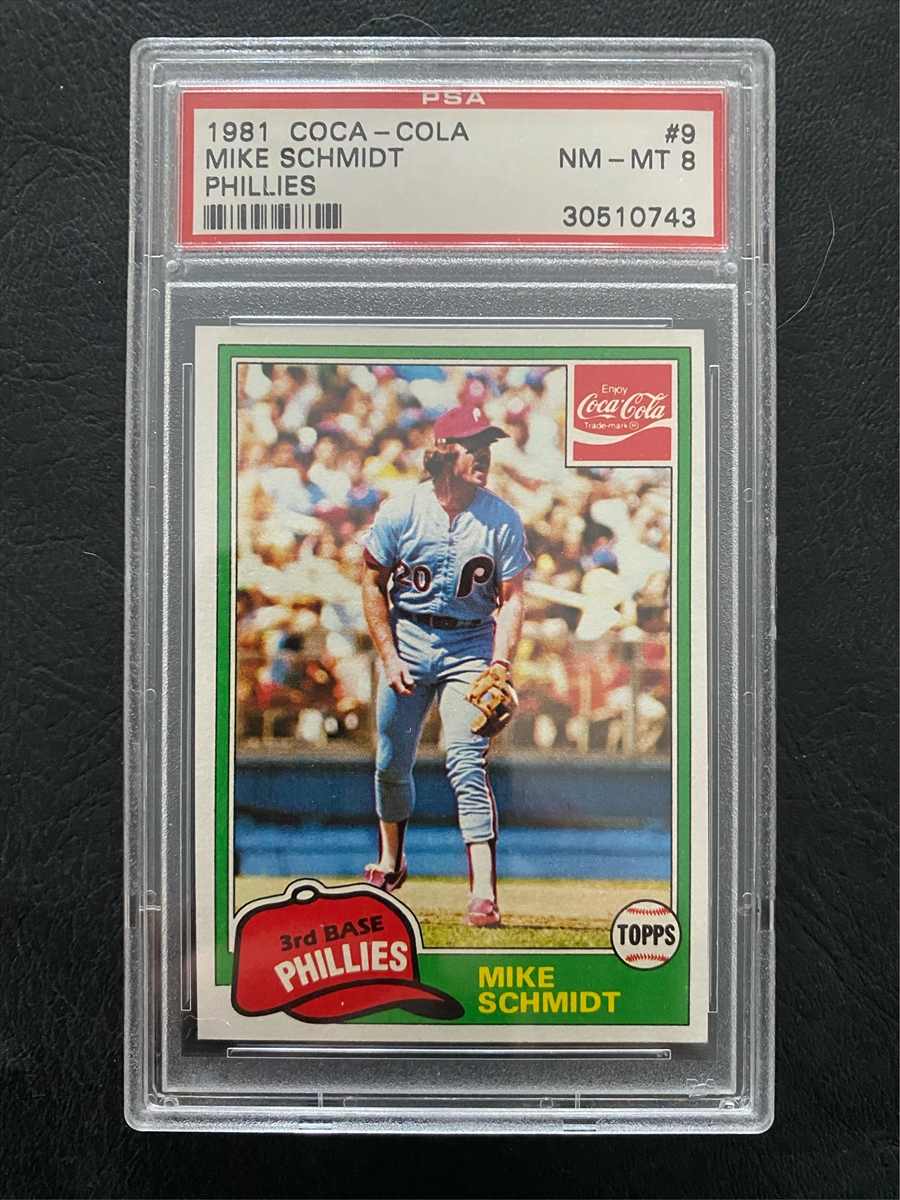 PSA
1981 COCA-COLA #9
MIKE SCHMIDT NM-MT 8
PHILLIES
30510743
Enjoy
Coca-Cola
Trade-mark®
P
20 P
3rd BASE
PHILLIES
TOPPS
MIKE
SCHMIDT